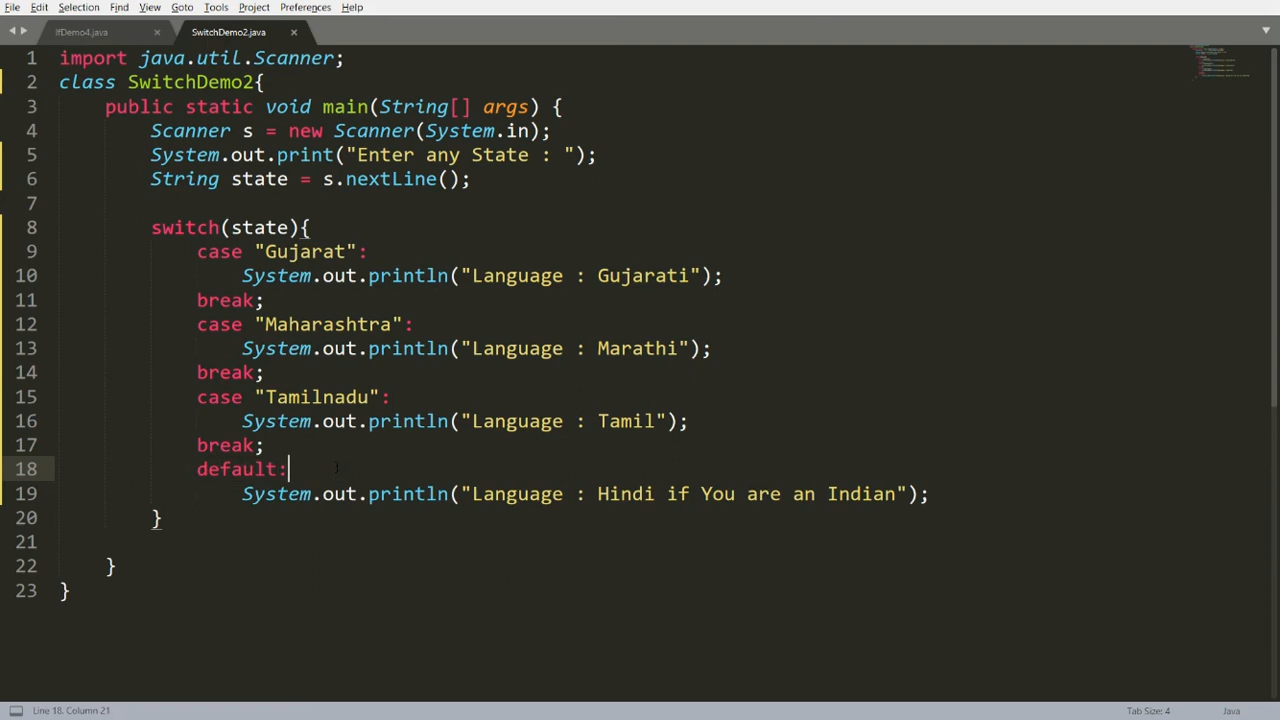 File Edit Selection Find View Goto Tools Project Preferences Help
IfDemo4.java × SwitchDemo2.java ×
1 import java.util.Scanner;
2 class SwitchDemo2{
3 public static void main(String[] args) {
4 Scanner s = new Scanner(System.in);
5 System.out.print("Enter any State : ");
6 String state = s.nextLine();
7
8 switch(state){
9 case "Gujarat":
10 System.out.println("Language : Gujarati");
11 break;
12 case "Maharashtra":
13 System.out.println("Language : Marathi");
14 break;
15 case "Tamilnadu":
16 System.out.println("Language : Tamil");
17 break;
18 default:
19 System.out.println("Language : Hindi if You are an Indian");
20 }
21
22 }
23 }
Line 18, Column 21 Tab Size: 4 Java